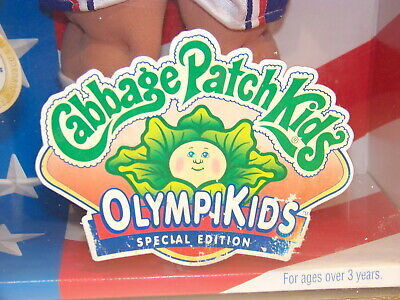 Cabbage Patch Kids
®
OLYMPIKIDS
SPECIAL EDITION
For ages over 3 years.